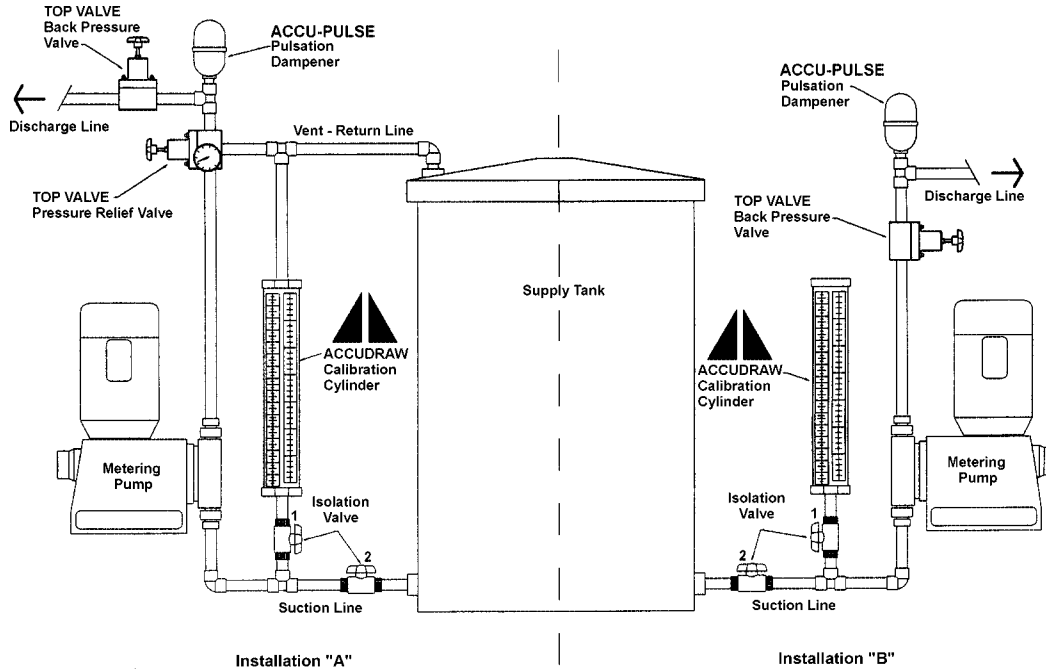 TOP VALVE
Back Pressure
Valve
ACCU-PULSE
Pulsation
Dampener
Discharge Line
Vent - Return Line
TOP VALVE
Pressure Relief Valve
ACCUDRAW
Calibration
Cylinder
Metering
Pump
Isolation
Valve
1
2
Suction Line
Installation "A"
Supply Tank
ACCU-PULSE
Pulsation
Dampener
Discharge Line
TOP VALVE
Back Pressure
Valve
ACCUDRAW
Calibration
Cylinder
Metering
Pump
Isolation
Valve
1
2
Suction Line
Installation "B"